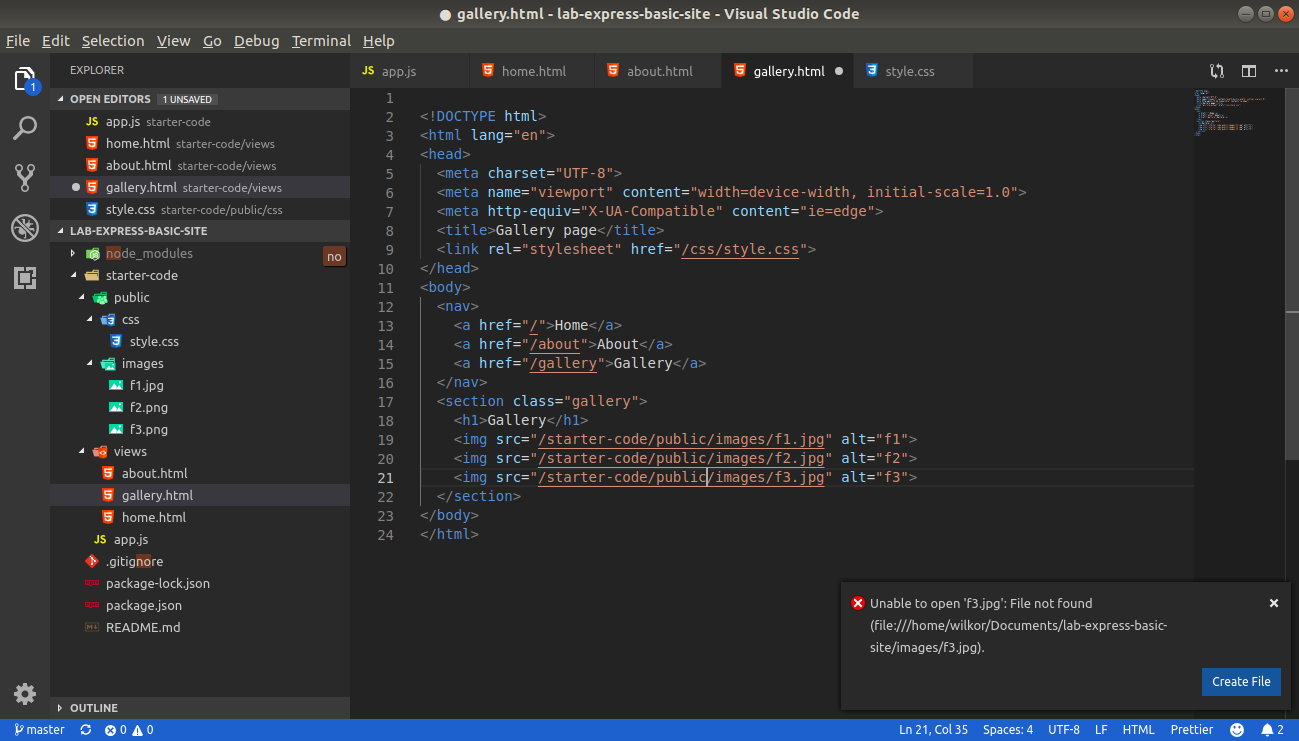 ● gallery.html - lab-express-basic-site - Visual Studio Code
File Edit Selection View Go Debug Terminal Help
EXPLORER
JS app.js
home.html
about.html
gallery.html ●
style.css
1
OPEN EDITORS 1 UNSAVED
JS app.js starter-code
home.html starter-code/views
about.html starter-code/views
● gallery.html starter-code/views
style.css starter-code/public/css
LAB-EXPRESS-BASIC-SITE
node_modules
no
starter-code
public
css
style.css
images
f1.jpg
f2.png
f3.png
views
about.html
gallery.html
home.html
JS app.js
.gitignore
package-lock.json
package.json
README.md
OUTLINE
1
2 <!DOCTYPE html>
3 <html lang="en">
4 <head>
5 <meta charset="UTF-8">
6 <meta name="viewport" content="width=device-width, initial-scale=1.0">
7 <meta http-equiv="X-UA-Compatible" content="ie=edge">
8 <title>Gallery page</title>
9 <link rel="stylesheet" href="/css/style.css">
10 </head>
11 <body>
12 <nav>
13 <a href="/">Home</a>
14 <a href="/about">About</a>
15 <a href="/gallery">Gallery</a>
16 </nav>
17 <section class="gallery">
18 <h1>Gallery</h1>
19 <img src="/starter-code/public/images/f1.jpg" alt="f1">
20 <img src="/starter-code/public/images/f2.jpg" alt="f2">
21 <img src="/starter-code/public/images/f3.jpg" alt="f3">
22 </section>
23 </body>
24 </html>
Unable to open 'f3.jpg': File not found
(file:///home/wilkor/Documents/lab-express-basic-
site/images/f3.jpg).
Create File
master 0 0 Ln 21, Col 35 Spaces: 4 UTF-8 LF HTML Prettier 2